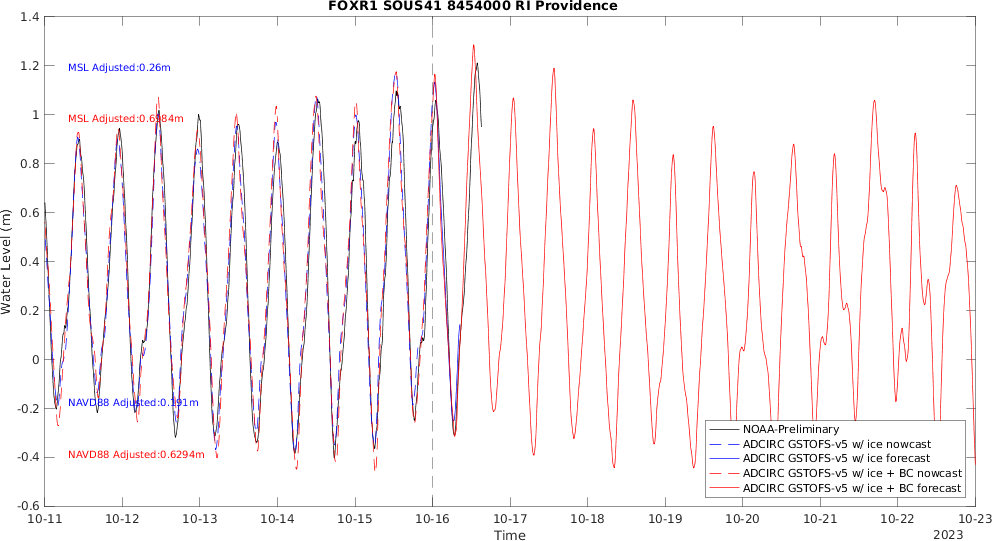 FOXR1 SOUS41 8454000 RI Providence
1.4
1.2
1
0.8
0.6
0.4
0.2
0
-0.2
-0.4
-0.6
Water Level (m)
MSL Adjusted:0.26m
MSL Adjusted:0.6984m
NAVD88 Adjusted:0.191m
NAVD88 Adjusted:0.6294m
NOAA-Preliminary
ADCIRC GSTOFS-v5 w/ ice nowcast
ADCIRC GSTOFS-v5 w/ ice forecast
ADCIRC GSTOFS-v5 w/ ice + BC nowcast
ADCIRC GSTOFS-v5 w/ ice + BC forecast
10-11 10-12 10-13 10-14 10-15 10-16 10-17 10-18 10-19 10-20 10-21 10-22 10-23
Time
2023